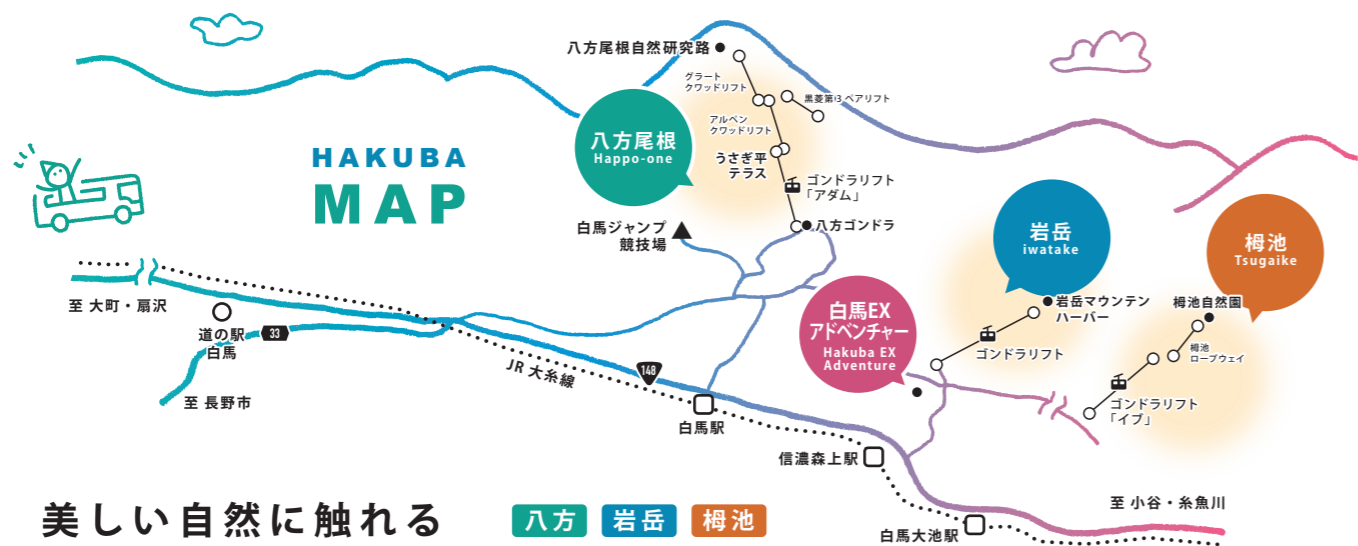 八方尾根自然研究路
グラート
クワッドリフト
黒菱第3ペアリフト
アルペン
クワッドリフト
八方尾根
Happo-one
うさぎ平
テラス
HAKUBA
MAP
ゴンドラリフト
「アダム」
八方ゴンドラ
白馬ジャンプ
競技場
岩岳
iwatake
栂池
Tsugaike
至 大町・扇沢
道の駅
白馬
33
至 長野市
JR 大糸線
148
白馬駅
白馬EX
アドベンチャー
Hakuba EX
Adventure
岩岳マウンテン
ハーバー
ゴンドラリフト
栂池自然園
栂池
ロープウェイ
ゴンドラリフト
「イブ」
信濃森上駅
白馬大池駅
至 小谷・糸魚川
美しい自然に触れる
八方
岩岳
栂池